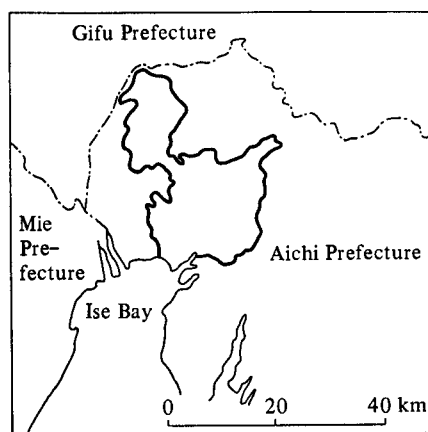 Gifu Prefecture
Mie
Pre-
fecture
Aichi Prefecture
Ise Bay
0 20 40 km